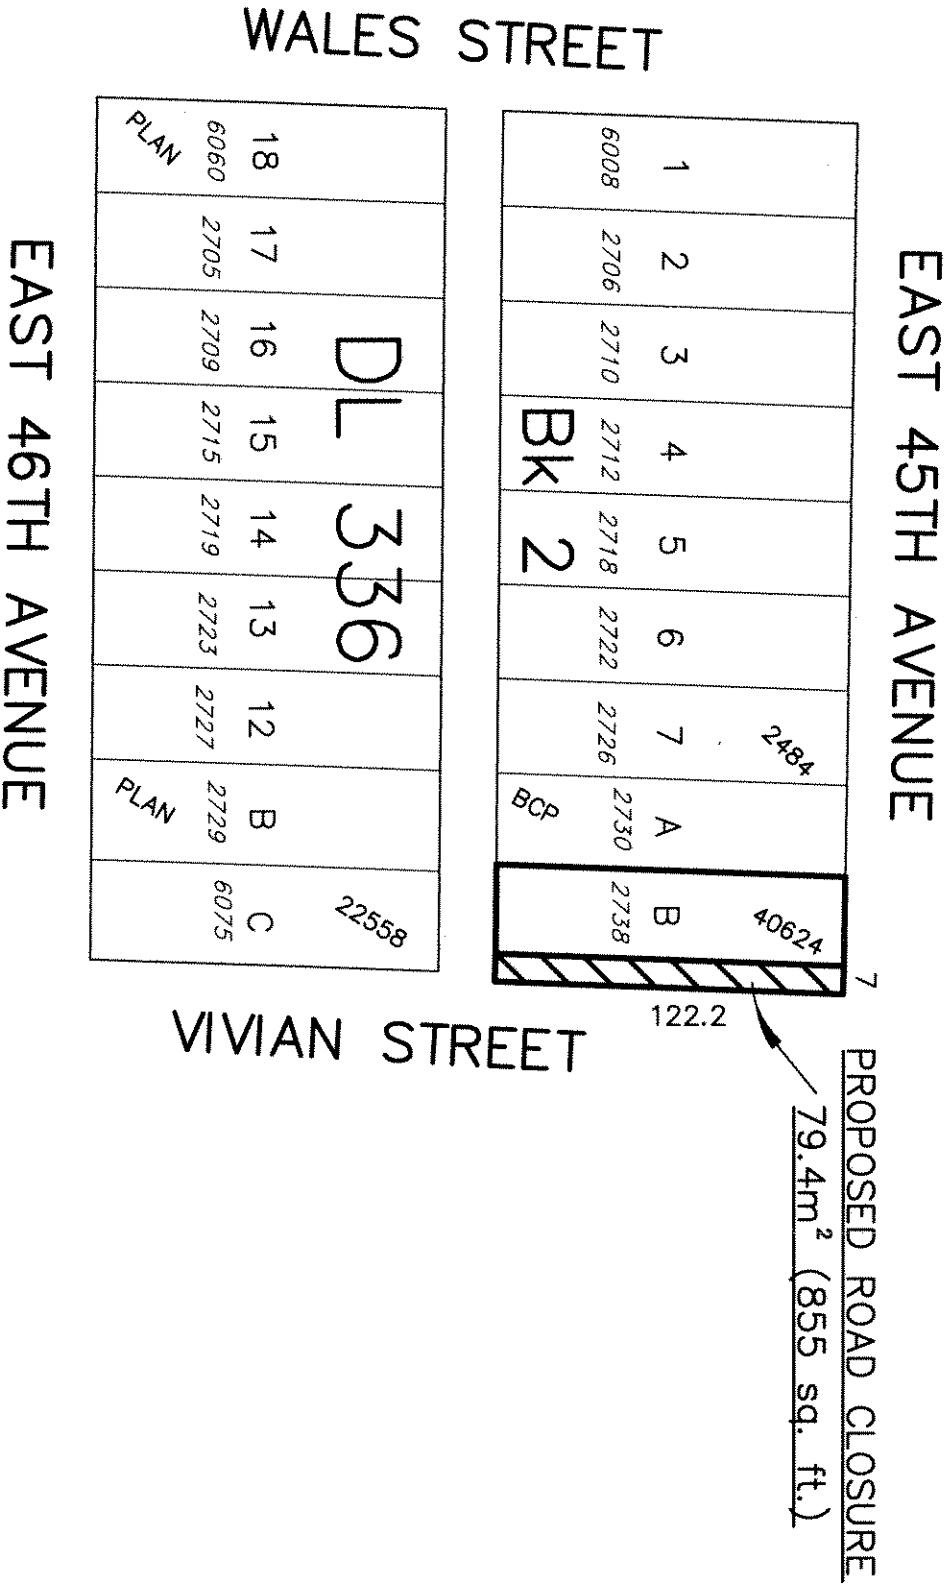 EAST 45TH AVENUE
PROPOSED ROAD CLOSURE
79.4m² (855 sq. ft.)
7
122.2
2484
40624
1
2
3
4
5
6
7
A
B
6008
2706
2710
2712
2718
2722
2726
2730
2738
BCP
Bk 2
WALES STREET
VIVIAN STREET
DL 336
22558
18
17
16
15
14
13
12
B
C
6060
2705
2709
2715
2719
2723
2727
2729
6075
PLAN
PLAN
EAST 46TH AVENUE